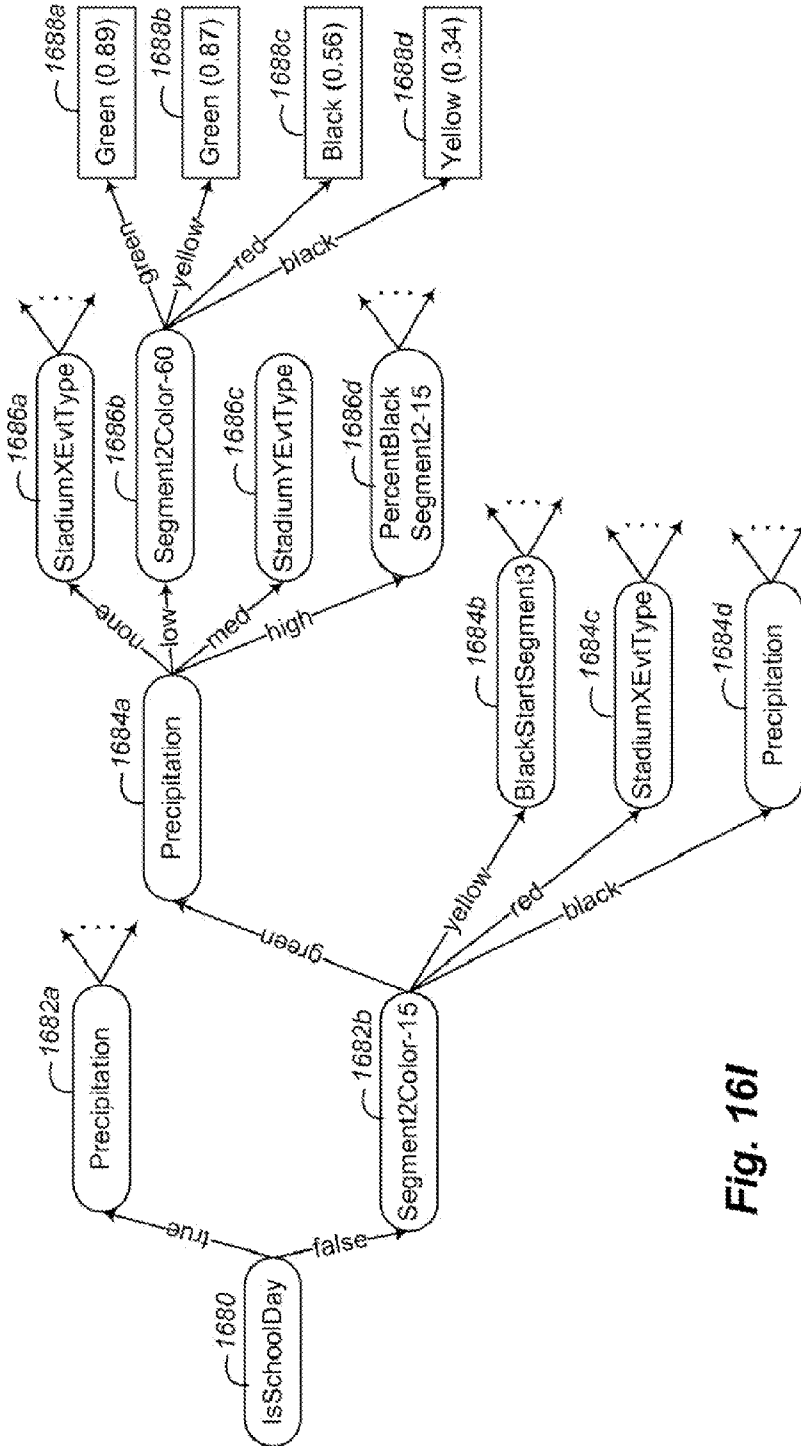 1680
IsSchoolDay
true
false
1682a
Precipitation
1682b
Segment2Color-15
green
yellow
red
black
1684a
Precipitation
1684b
BlackStartSegment3
1684c
StadiumXEvtType
1684d
Precipitation
none
low
med
high
1686a
StadiumXEvtType
1686b
Segment2Color-60
1686c
StadiumYEvtType
1686d
PercentBlack
Segment2-15
green
yellow
red
black
1688a
Green (0.89)
1688b
Green (0.87)
1688c
Black (0.56)
1688d
Yellow (0.34)
Fig. 16I